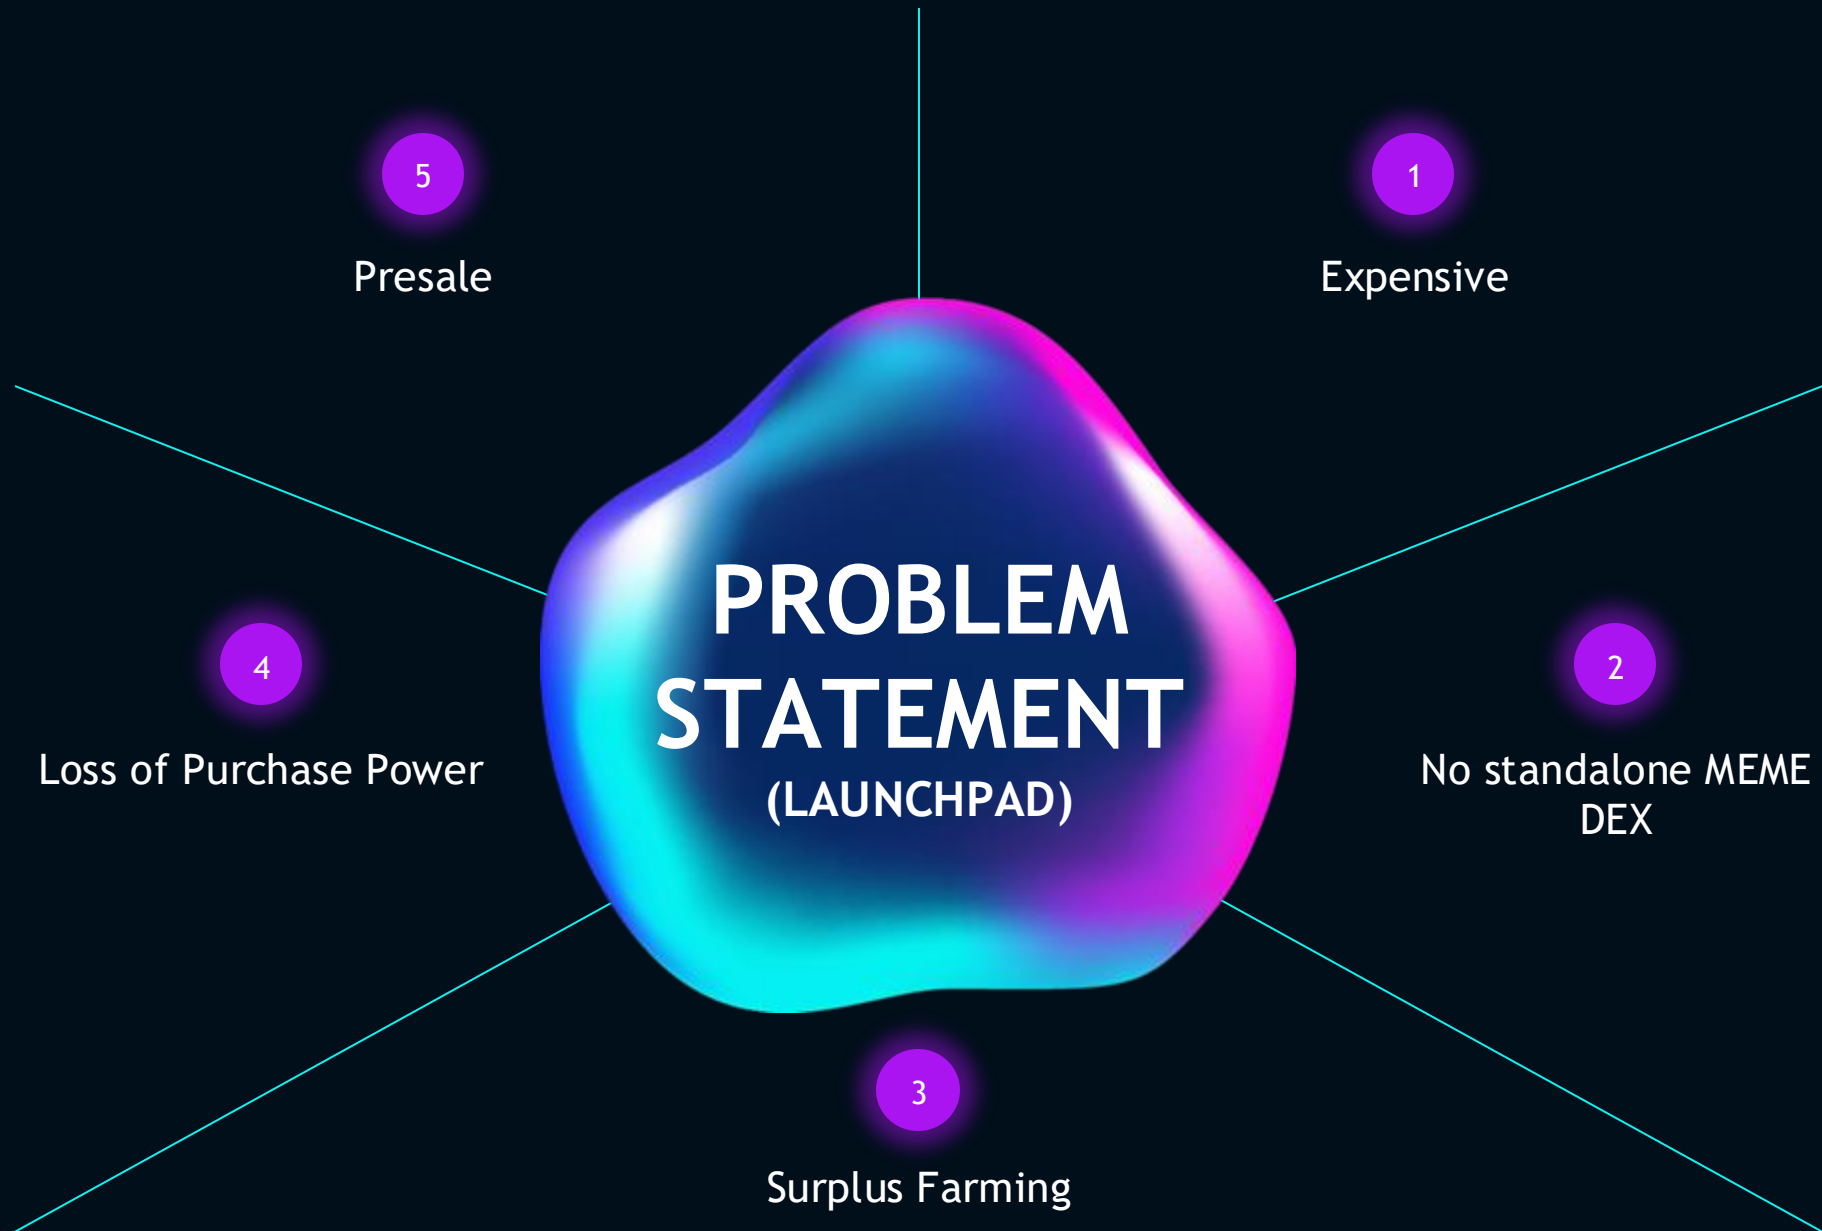 PROBLEM
STATEMENT
(LAUNCHPAD)
1
Expensive
2
No standalone MEME
DEX
3
Surplus Farming
4
Loss of Purchase Power
5
Presale